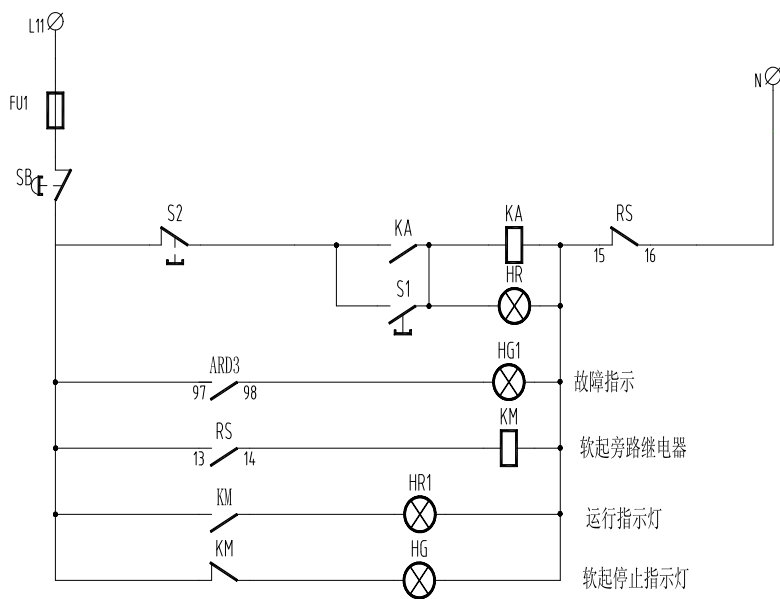 L11
N
FU1
SB
S2
KA
KA
RS
15 16
S1
HR
ARD3
97 98
HG1
故障指示
RS
13 14
KM
软起旁路继电器
KM
HR1
运行指示灯
KM
HG
软起停止指示灯